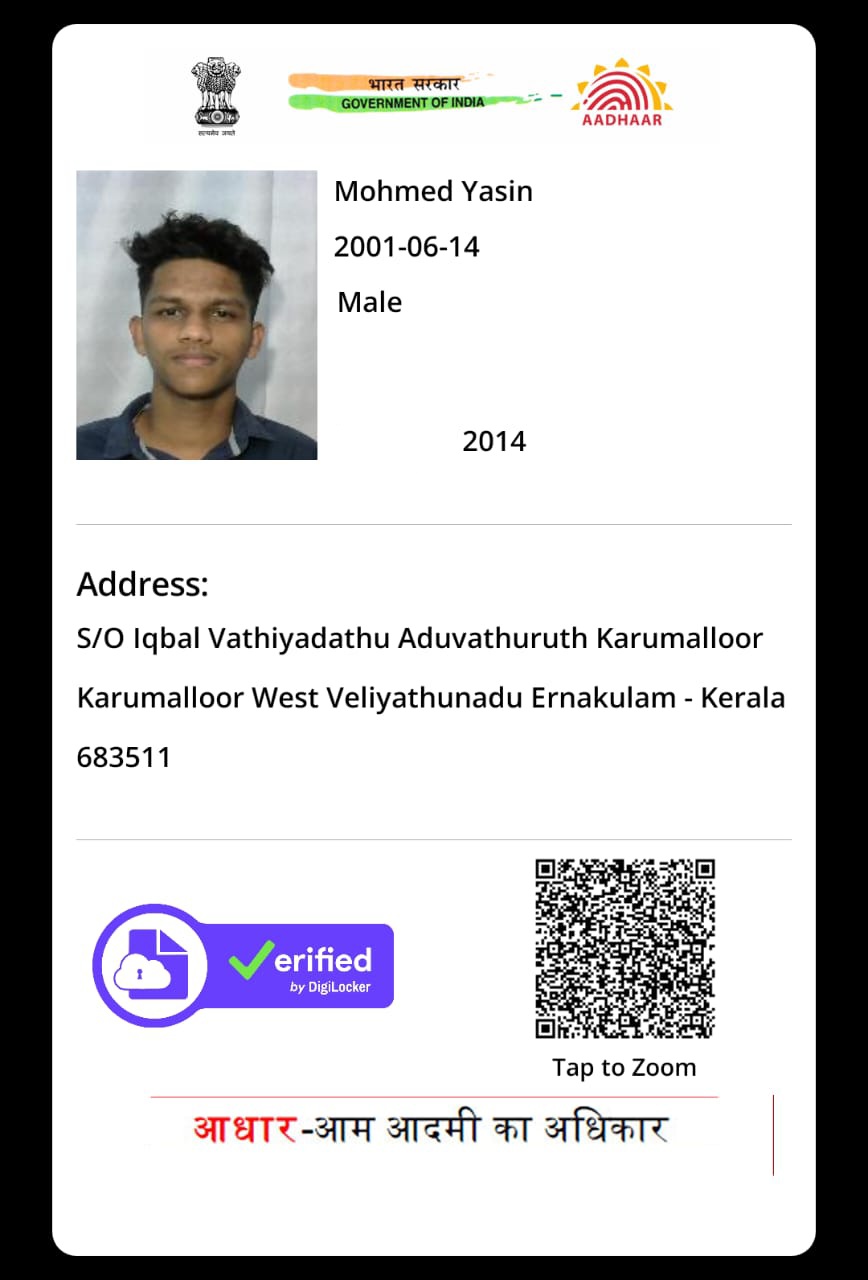 सत्यमेव जयते
भारत सरकार
GOVERNMENT OF INDIA
AADHAAR
Mohmed Yasin
2001-06-14
Male
2014
Address:
S/O Iqbal Vathiyadathu Aduvathuruth Karumalloor
Karumalloor West Veliyathunadu Ernakulam - Kerala
683511
Verified
by DigiLocker
Tap to Zoom
आधार-आम आदमी का अधिकार